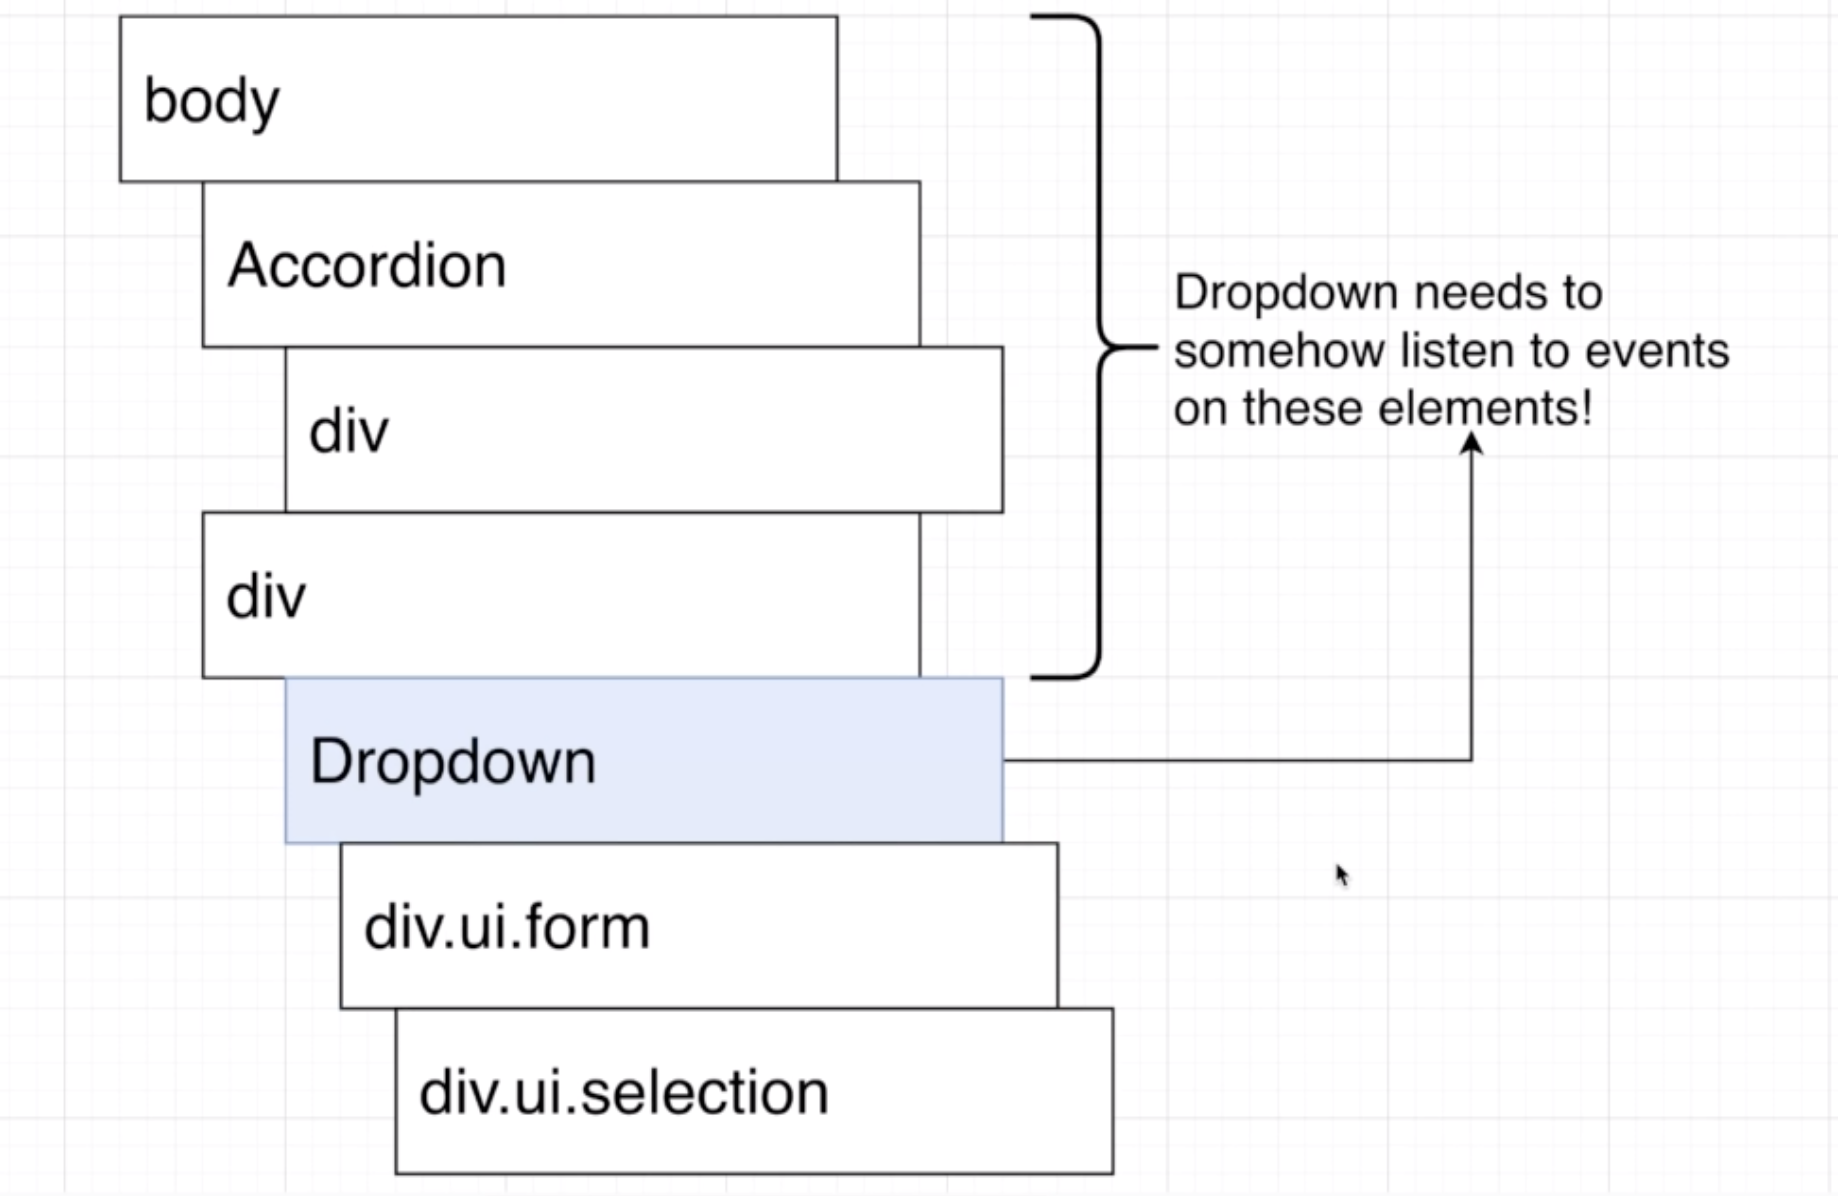 body
Accordion
div
div
Dropdown
div.ui.form
div.ui.selection
Dropdown needs to
somehow listen to events
on these elements!